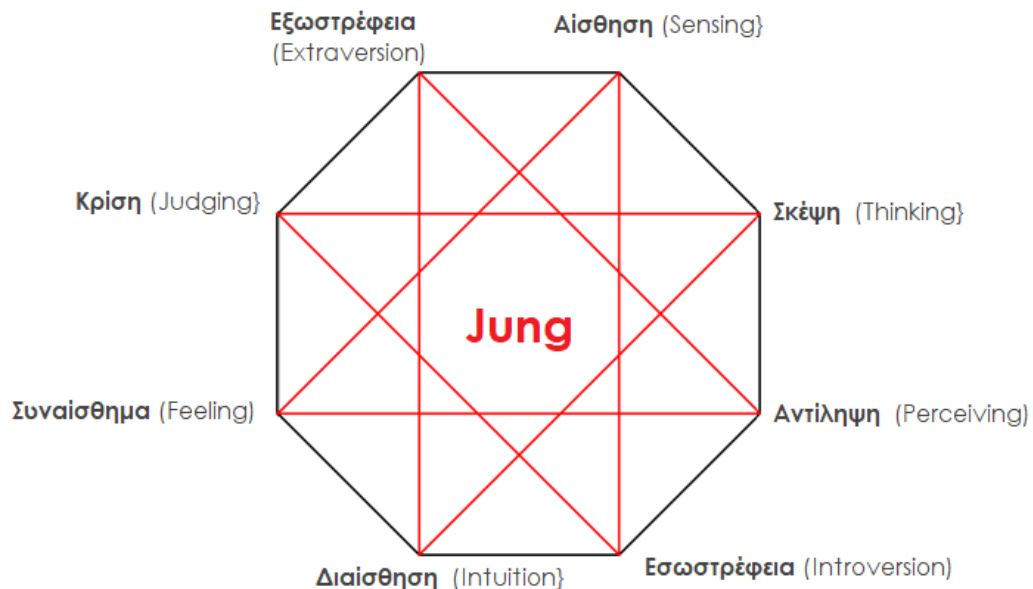 Εξωστρέφεια
(Extraversion)
Αίσθηση (Sensing}
Κρίση (Judging}
Σκέψη (Thinking}
Jung
Συναίσθημα (Feeling)
Αντίληψη (Perceiving)
Διαίσθηση (Intuition}
Εσωστρέφεια (Introversion)